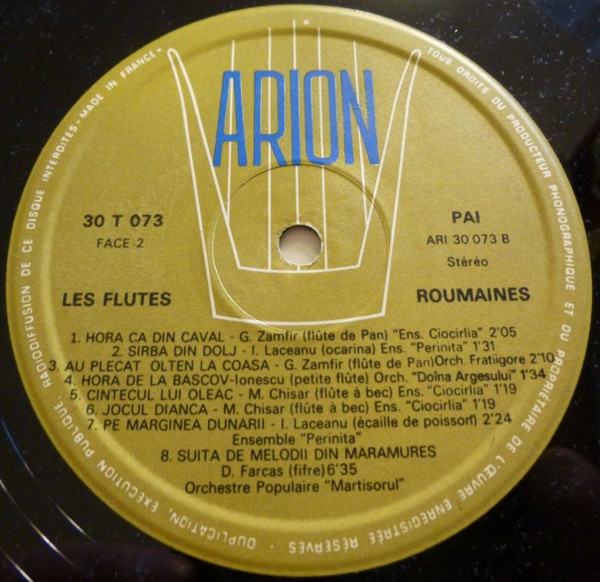 ARION
30 T 073
FACE 2
PAI
ARI 30 073 B
Stéréo
LES FLUTES ROUMAINES
1. HORA CA DIN CAVAL - G. Zamfir (flûte de Pan) "Ens. Ciocirlia" 2'05
2. SIRBA DIN DOLJ - I. Laceanu (ocarina) Ens. "Perinita" 1'31
3. AU PLECAT OLTEN LA COASA - G. Zamfir (flûte de Pan) Orch. Fratiigore 2'10
4. HORA DE LA BASCOV-Ionescu (petite flûte) Orch. "Doïna Argesului" 1'34
5. CINTECUL LUI OLEAC - M. Chisar (flûte à bec) Ens. "Ciocirlia" 1'19
6. JOCUL DIANCA - M. Chisar (flûte à bec) Ens. "Ciocirlia" 1'19
7. PE MARGINEA DUNARII - I. Laceanu (écaille de poisson) 2'24
Ensemble "Perinita"
8. SUITA DE MELODII DIN MARAMURES
D. Farcas (fifre) 6'35
Orchestre Populaire "Martisorul"
TOUS DROITS DU PRODUCTEUR PHONOGRAPHIQUE ET DU PROPRIÉTAIRE DE L'ŒUVRE ENREGISTRÉE RÉSERVÉS · DUPLICATION, EXÉCUTION PUBLIQUE, RADIODIFFUSION DE CE DISQUE INTERDITES - MADE IN FRANCE -